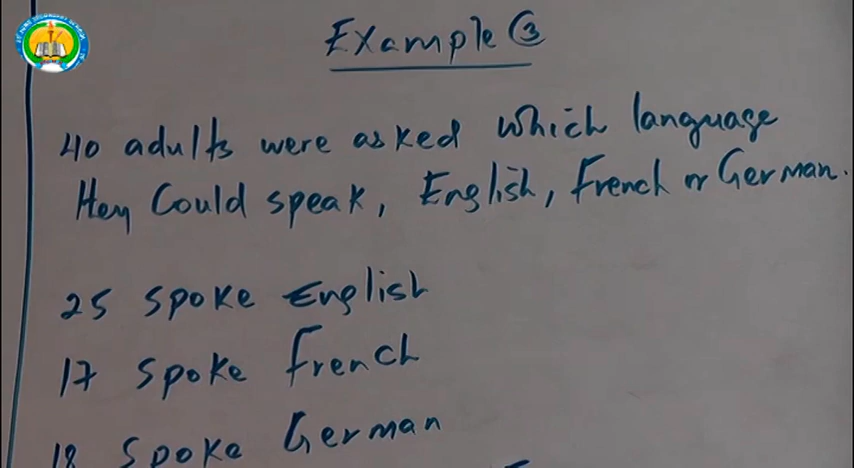 Example ③
40 adults were asked which language
they could speak, English, French or German.
25 spoke English
17 spoke French
18 spoke German